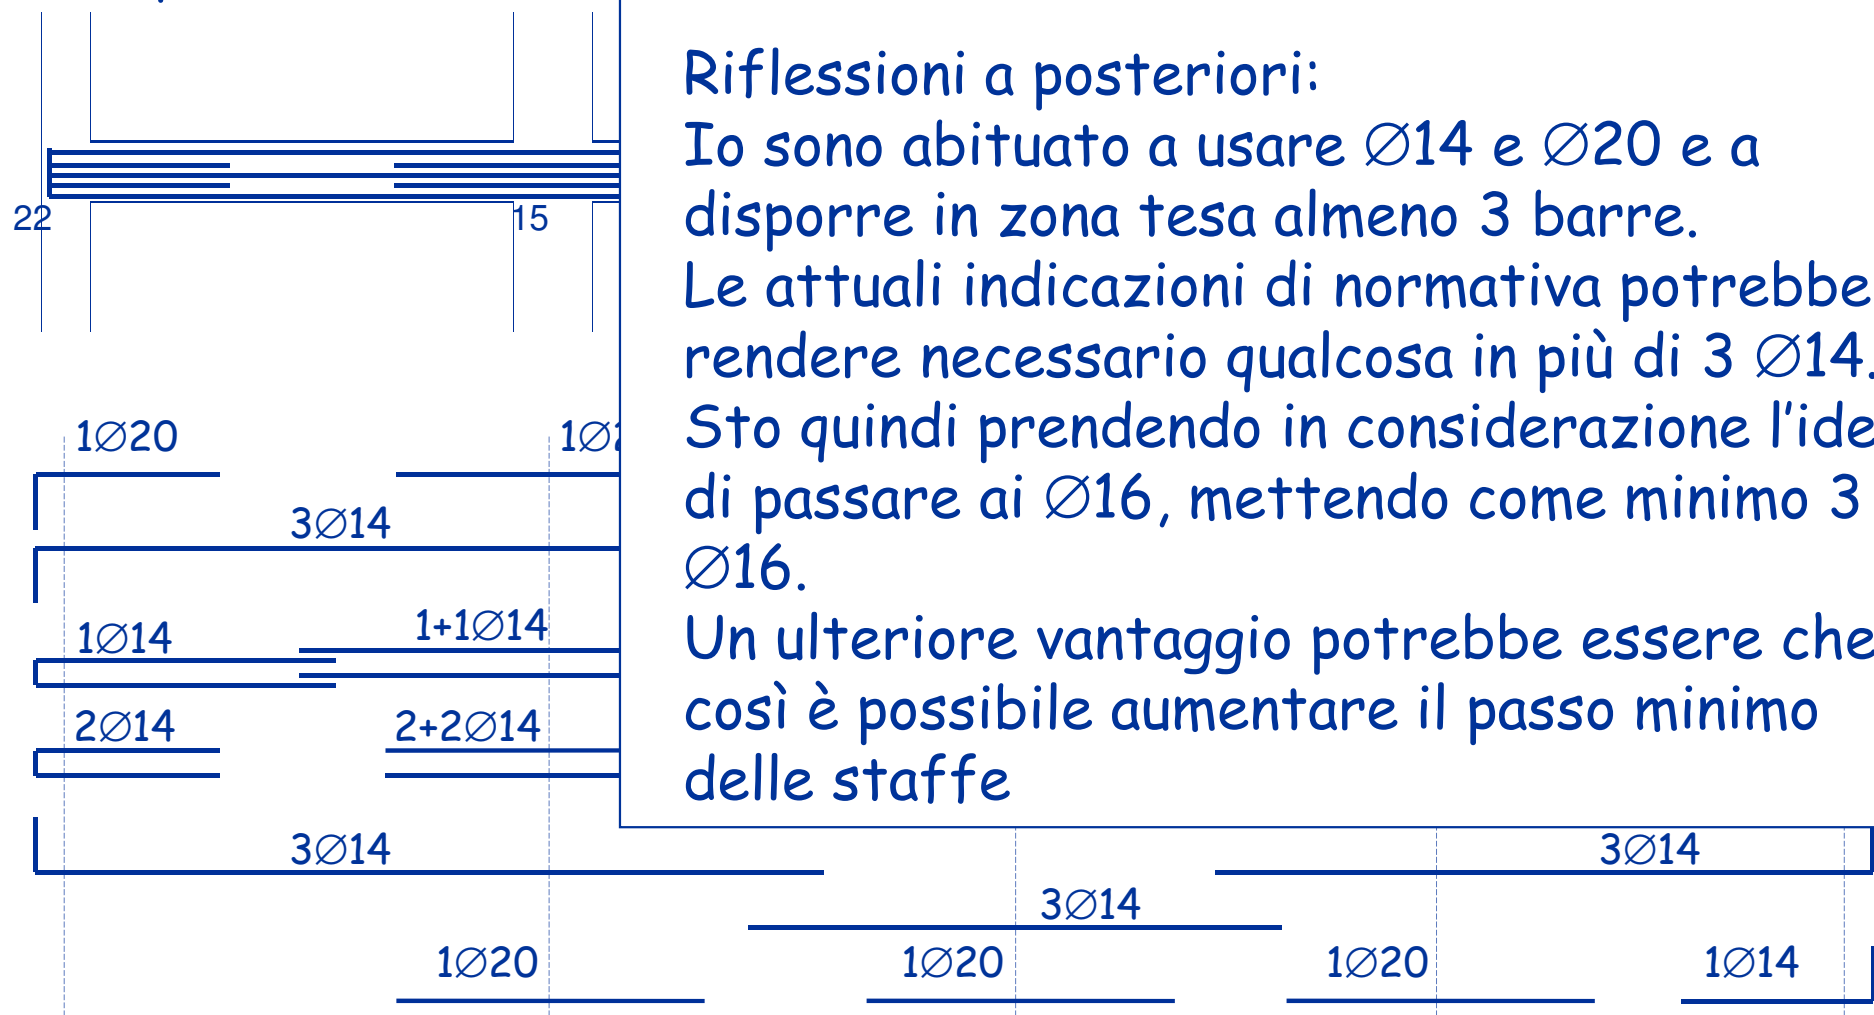 Riflessioni a posteriori:
Io sono abituato a usare ∅14 e ∅20 e a
disporre in zona tesa almeno 3 barre.
Le attuali indicazioni di normativa potrebbe
rendere necessario qualcosa in più di 3 ∅14.
Sto quindi prendendo in considerazione
di passare ai ∅16, mettendo come minimo 3
∅16.
Un ulteriore vantaggio potrebbe essere che
così è possibile aumentare il passo minimo
delle staffe
22 15
1∅20
3∅14
1∅14 1+1∅14
2∅14 2+2∅14
3∅14 3∅14
3∅14
1∅20 1∅20 1∅20 1∅14